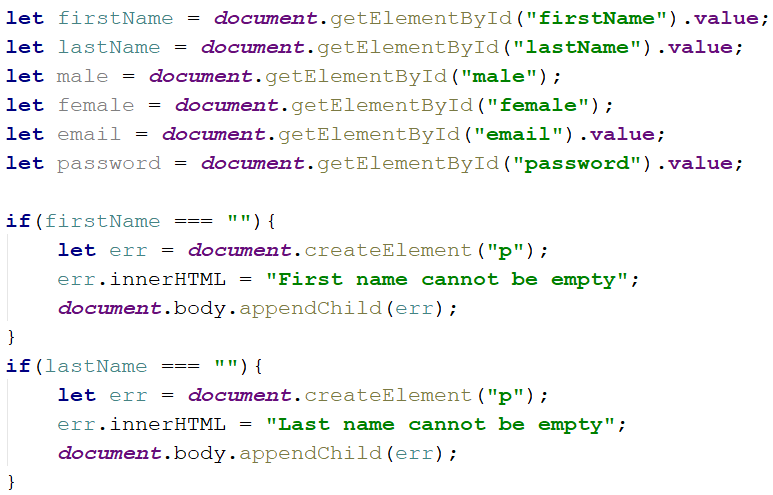 let firstName = document.getElementById("firstName").value;
let lastName = document.getElementById("lastName").value;
let male = document.getElementById("male");
let female = document.getElementById("female");
let email = document.getElementById("email").value;
let password = document.getElementById("password").value;

if(firstName === ""){
    let err = document.createElement("p");
    err.innerHTML = "First name cannot be empty";
    document.body.appendChild(err);
}
if(lastName === ""){
    let err = document.createElement("p");
    err.innerHTML = "Last name cannot be empty";
    document.body.appendChild(err);
}